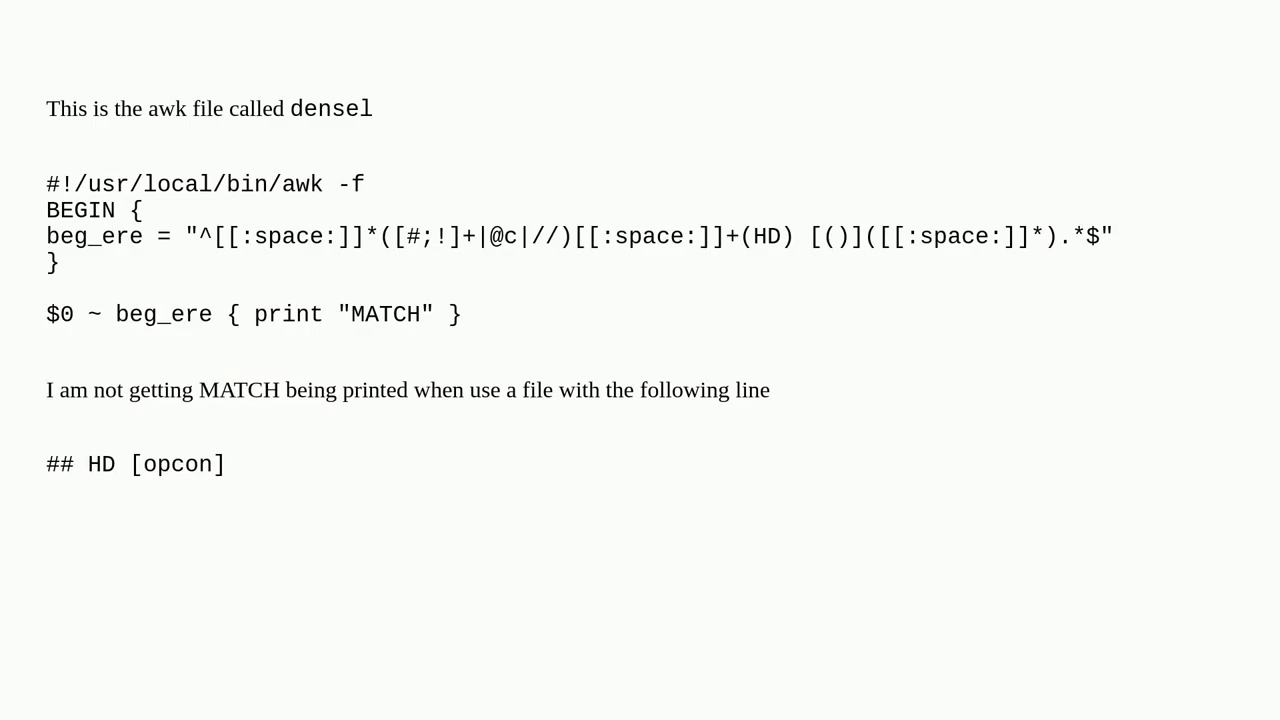 This is the awk file called densel
#!/usr/local/bin/awk -f
BEGIN {
beg_ere = "^[[:space:]]*([#;!]+|@c|//)[[:space:]]+(HD) [()]([[:space:]]*).*$"
}
$0 ~ beg_ere { print "MATCH" }
I am not getting MATCH being printed when use a file with the following line
## HD [opcon]